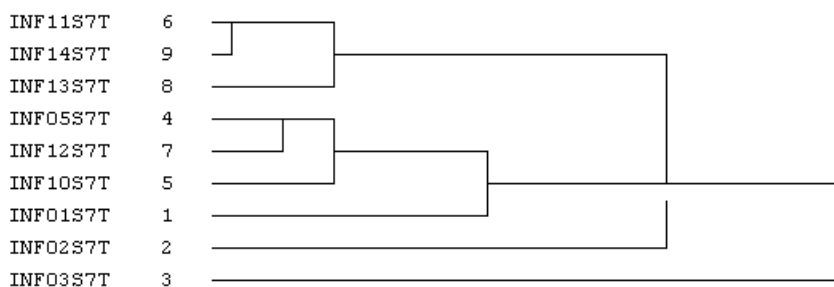 INF11S7T 6
INF14S7T 9
INF13S7T 8
INF05S7T 4
INF12S7T 7
INF10S7T 5
INF01S7T 1
INF02S7T 2
INF03S7T 3